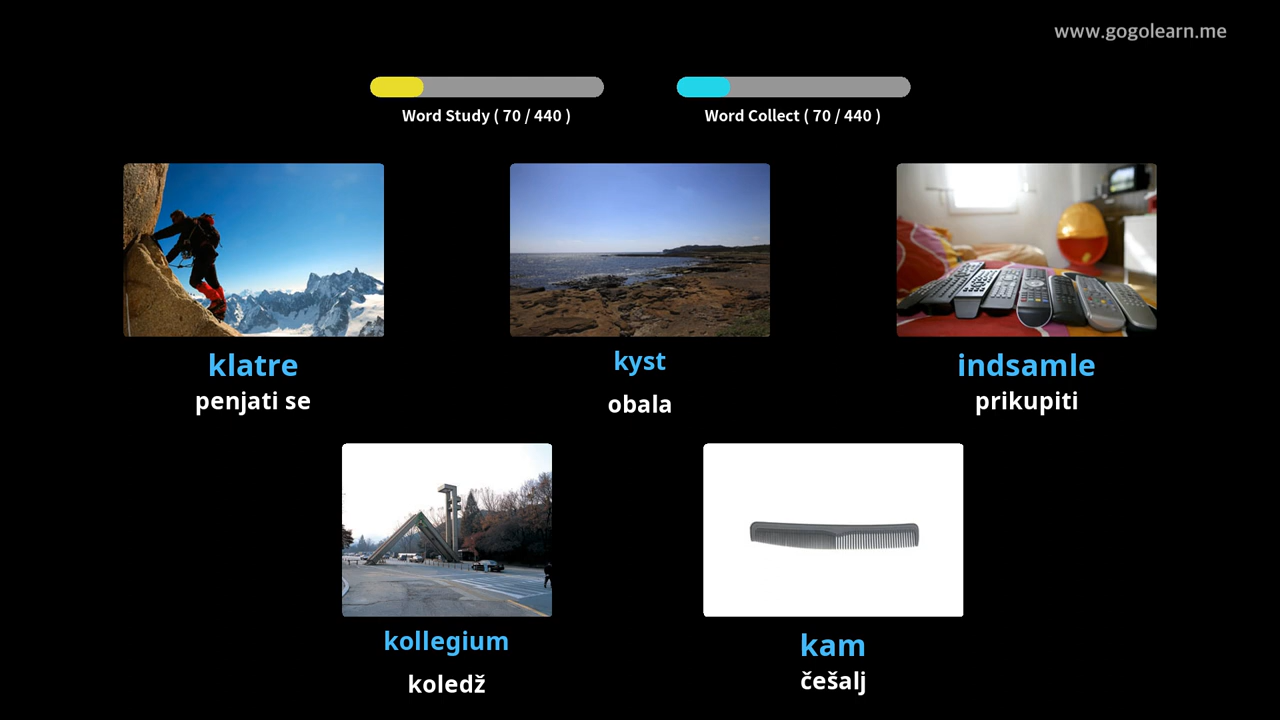 www.gogolearn.me
Word Study ( 70 / 440 )
Word Collect ( 70 / 440 )
klatre
penjati se
kyst
obala
indsamle
prikupiti
kollegium
koledž
kam
češalj